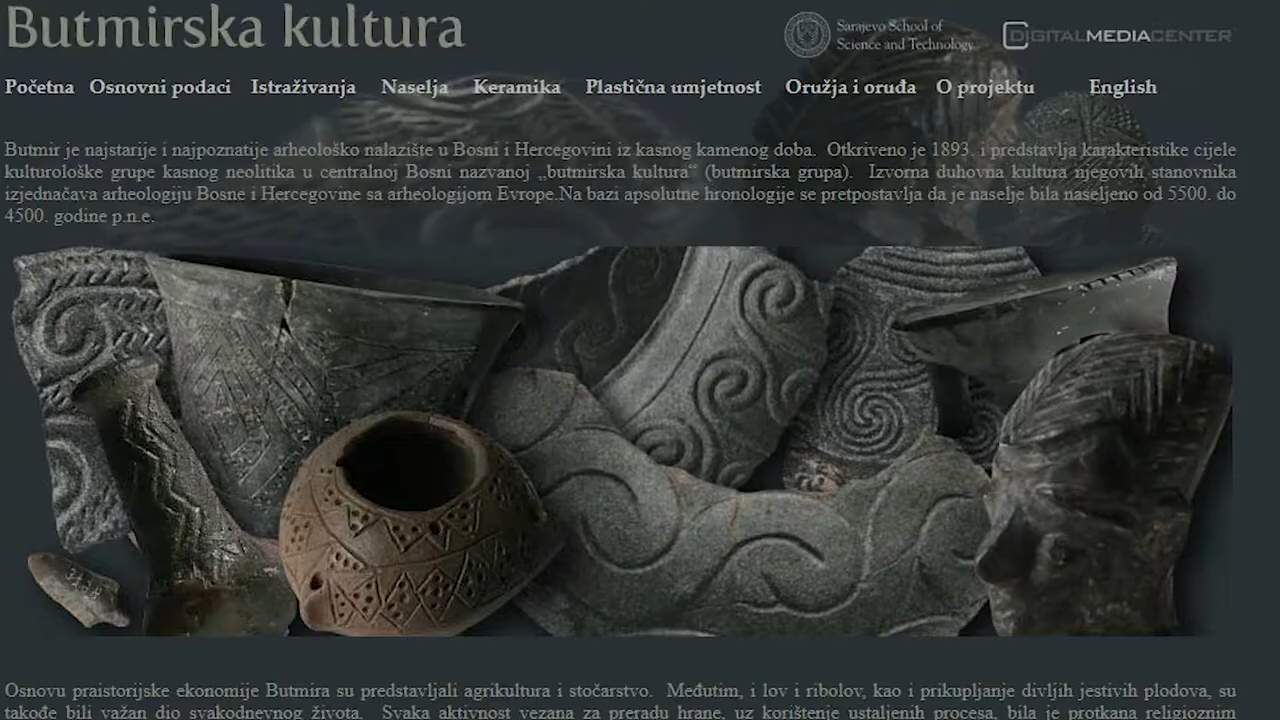 Butmirska kultura
Sarajevo School of
Science and Technology
DIGITALMEDIACENTER
Početna Osnovni podaci Istraživanja Naselja Keramika Plastična umjetnost Oružja i oruđa O projektu English
Butmir je najstarije i najpoznatije arheološko nalazište u Bosni i Hercegovini iz kasnog kamenog doba. Otkriveno je 1893. i predstavlja karakteristike cijele
kulturološke grupe kasnog neolitika u centralnoj Bosni nazvanoj „butmirska kultura“ (butmirska grupa). Izvorna duhovna kultura njegovih stanovnika
izjednačava arheologiju Bosne i Hercegovine sa arheologijom Evrope.Na bazi apsolutne hronologije se pretpostavlja da je naselje bila naseljeno od 5500. do
4500. godine p.n.e.
Osnovu praistorijske ekonomije Butmira su predstavljali agrikultura i stočarstvo. Međutim, i lov i ribolov, kao i prikupljanje divljih jestivih plodova, su
takođe bili važan dio svakodnevnog života. Svaka aktivnost vezana za preradu hrane, uz korištenje ustaljenih procesa, bila je protkana religioznim